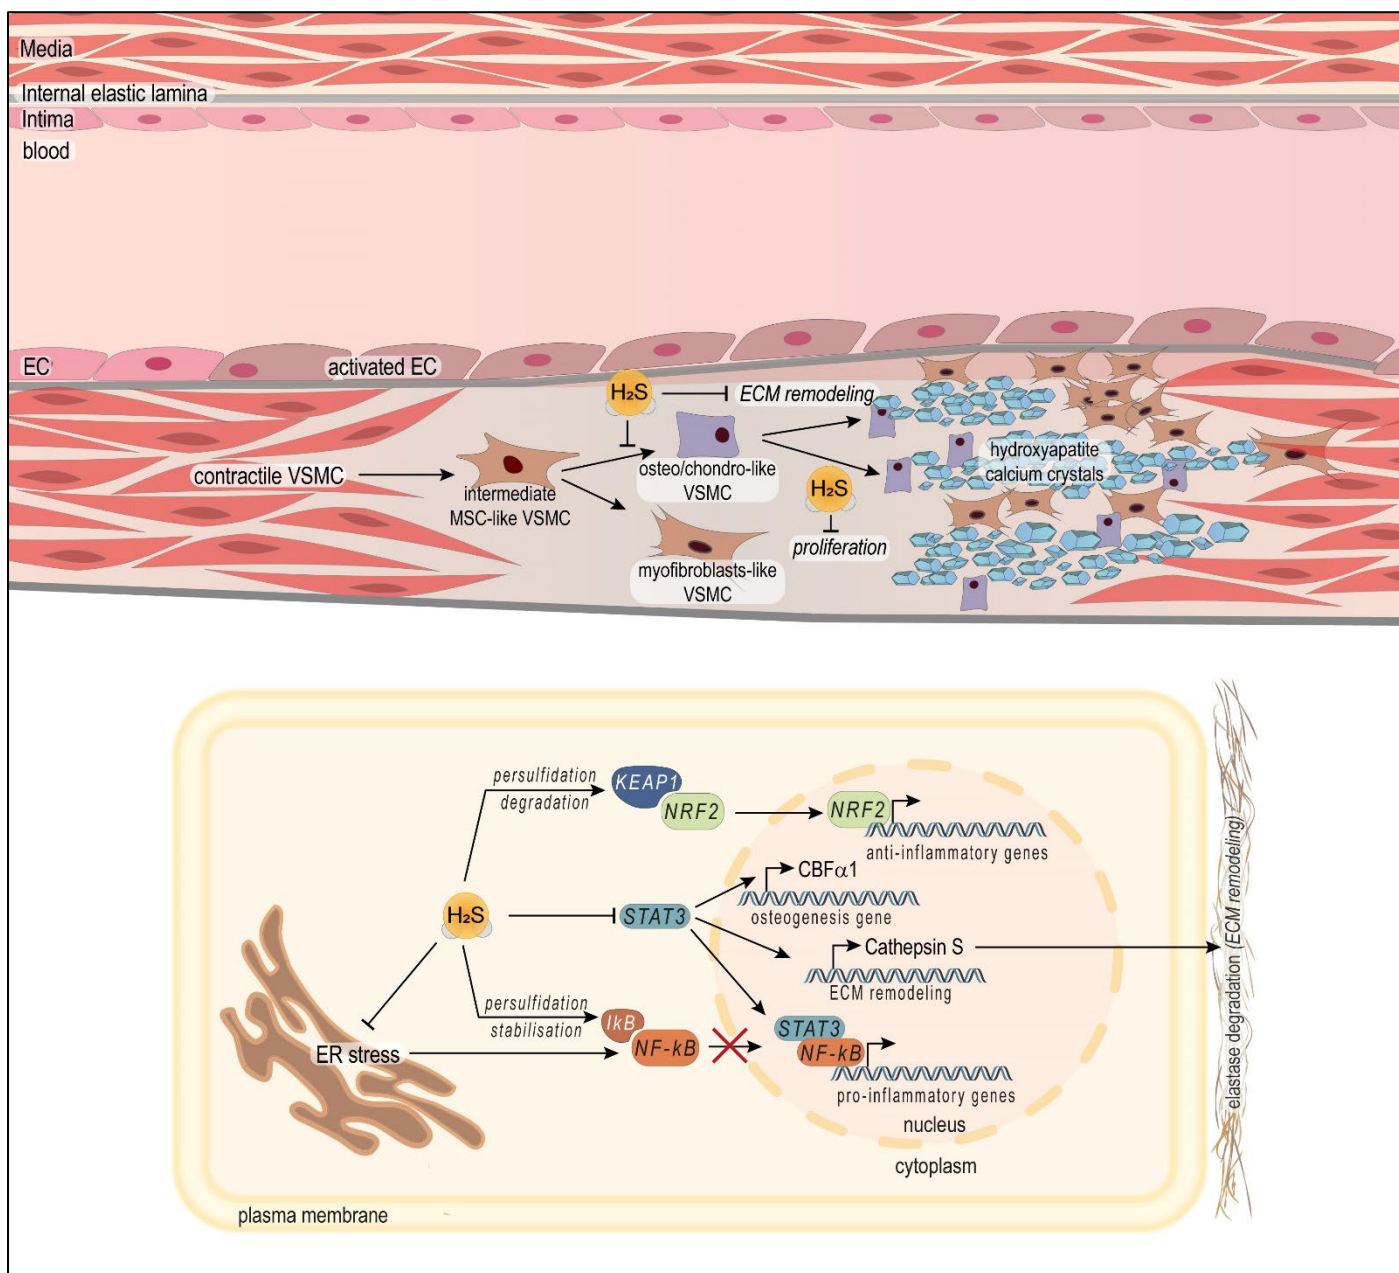 Media
Internal elastic lamina
Intima
blood
EC
activated EC
H₂S
ECM remodeling
contractile VSMC
intermediate
MSC-like VSMC
osteo/chondro-like
VSMC
H₂S
proliferation
myofibroblasts-like
VSMC
hydroxyapatite
calcium crystals
persulfidation
degradation
KEAP1
NRF2
NRF2
anti-inflammatory genes
CBFα1
osteogenesis gene
H₂S
STAT3
Cathepsin S
ECM remodeling
persulfidation
stabilisation
IkB
NF-kB
ER stress
STAT3
NF-kB
pro-inflammatory genes
nucleus
cytoplasm
plasma membrane
elastase degradation (ECM remodeling)